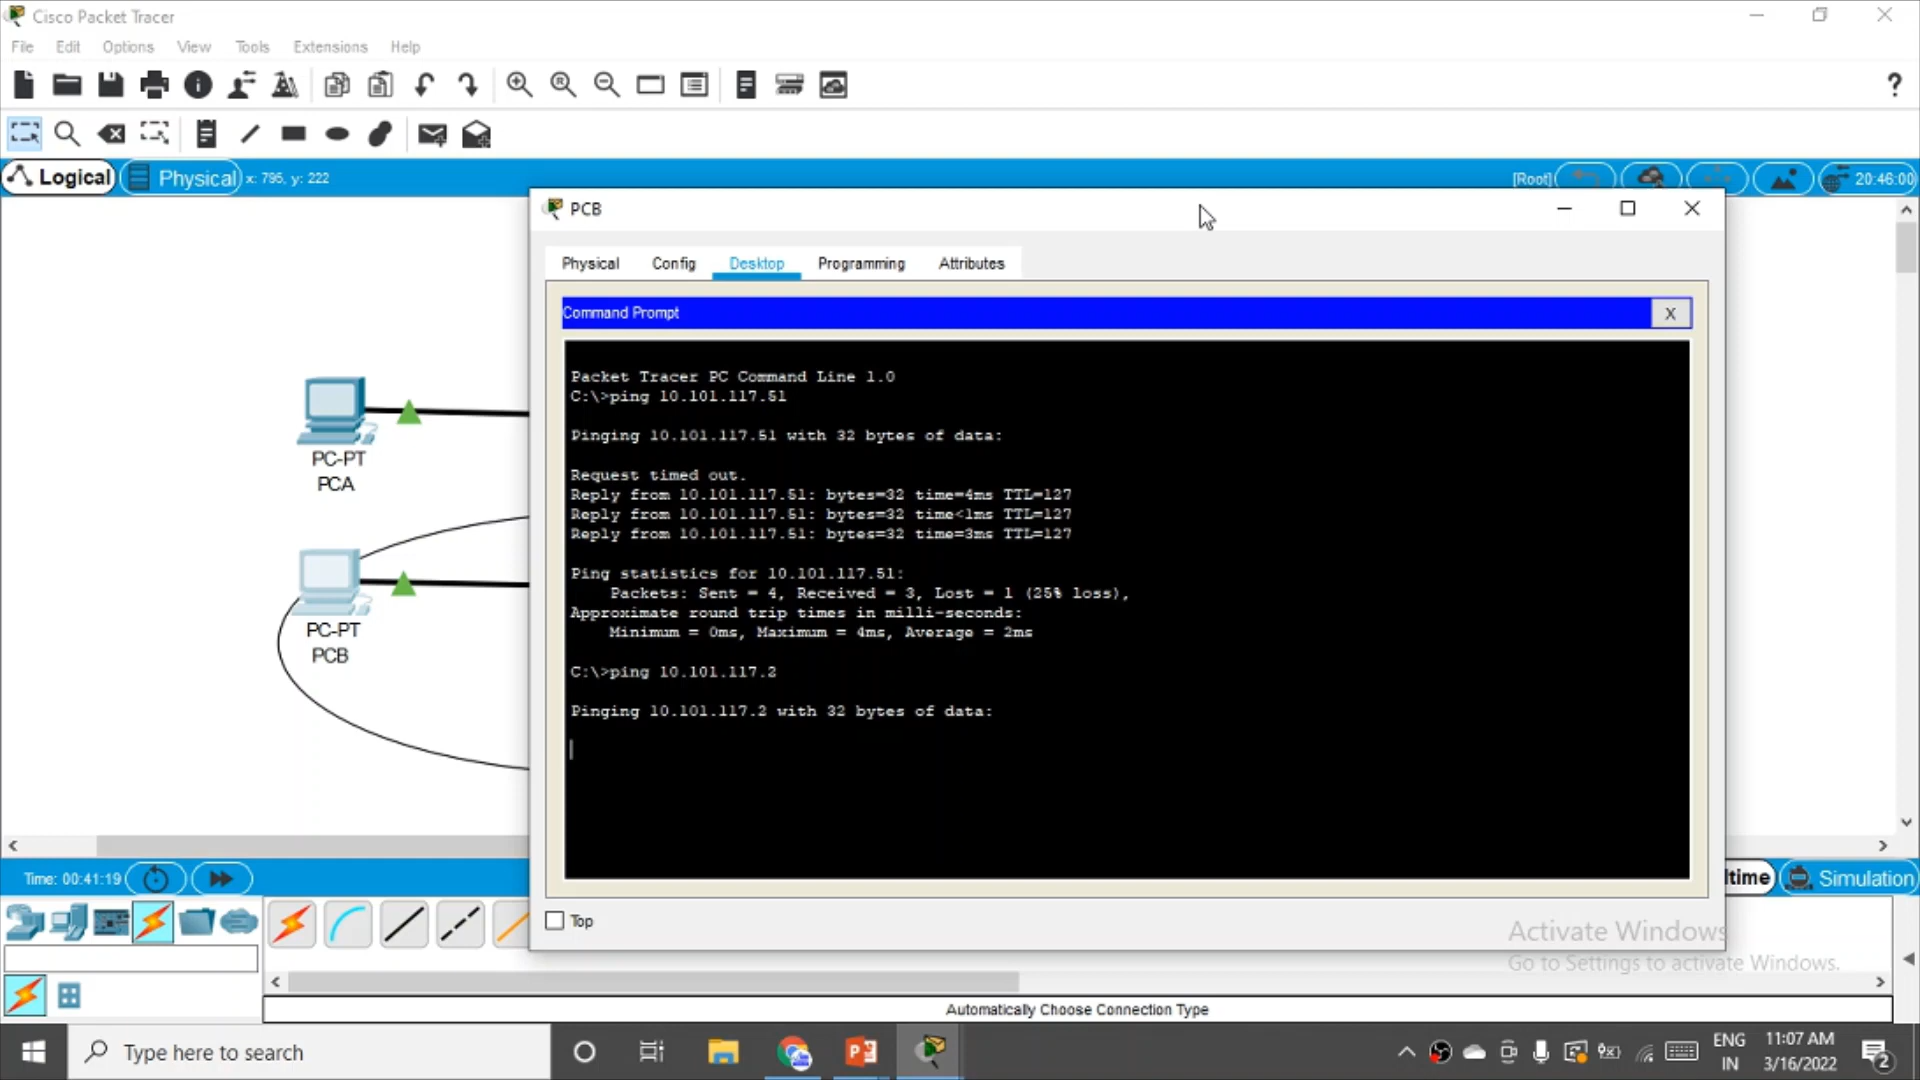 Cisco Packet Tracer
File Edit Options View Tools Extensions Help
?
Logical Physical x: 795, y: 222 [Root] 20:46:00
PCB
Physical Config Desktop Programming Attributes
Command Prompt X
Packet Tracer PC Command Line 1.0
C:\>ping 10.101.117.51
Pinging 10.101.117.51 with 32 bytes of data:
Request timed out.
Reply from 10.101.117.51: bytes=32 time=4ms TTL=127
Reply from 10.101.117.51: bytes=32 time<1ms TTL=127
Reply from 10.101.117.51: bytes=32 time=3ms TTL=127
Ping statistics for 10.101.117.51:
Packets: Sent = 4, Received = 3, Lost = 1 (25% loss),
Approximate round trip times in milli-seconds:
Minimum = 0ms, Maximum = 4ms, Average = 2ms
C:\>ping 10.101.117.2
Pinging 10.101.117.2 with 32 bytes of data:
PC-PT
PCA
PC-PT
PCB
Time: 00:41:19
ltime Simulation
Top
Activate Windows
Go to Settings to activate Windows.
Automatically Choose Connection Type
Type here to search
ENG
IN
11:07 AM
3/16/2022
2